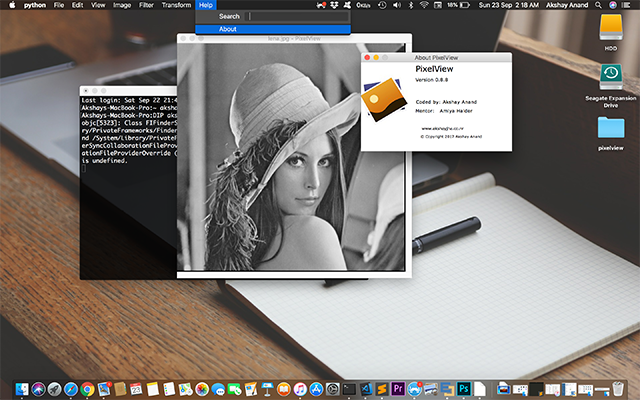 python File Edit View Image Filter Transform Help
18% Sun 23 Sep 2:18 AM Akshay Anand
Search
About
lena.jpg - PixelView
About PixelView
PixelView
Version 0.8.8
Coded by: Akshay Anand
Mentor: Amiya Halder
www.akshayjha.co.nr
© Copyright 2017 Akshay Anand
Last login: Sat Sep 22 21:4
Akshays-MacBook-Pro:~ aksh
Akshays-MacBook-Pro:DIP aks
objc[5323]: Class FIFinderS
ry/PrivateFrameworks/Finder
nd /System/Library/PrivateF
erSyncCollaborationFileProv
ationFileProviderOverride (
is undefined.
HDD
Seagate Expansion
Drive
pixelview